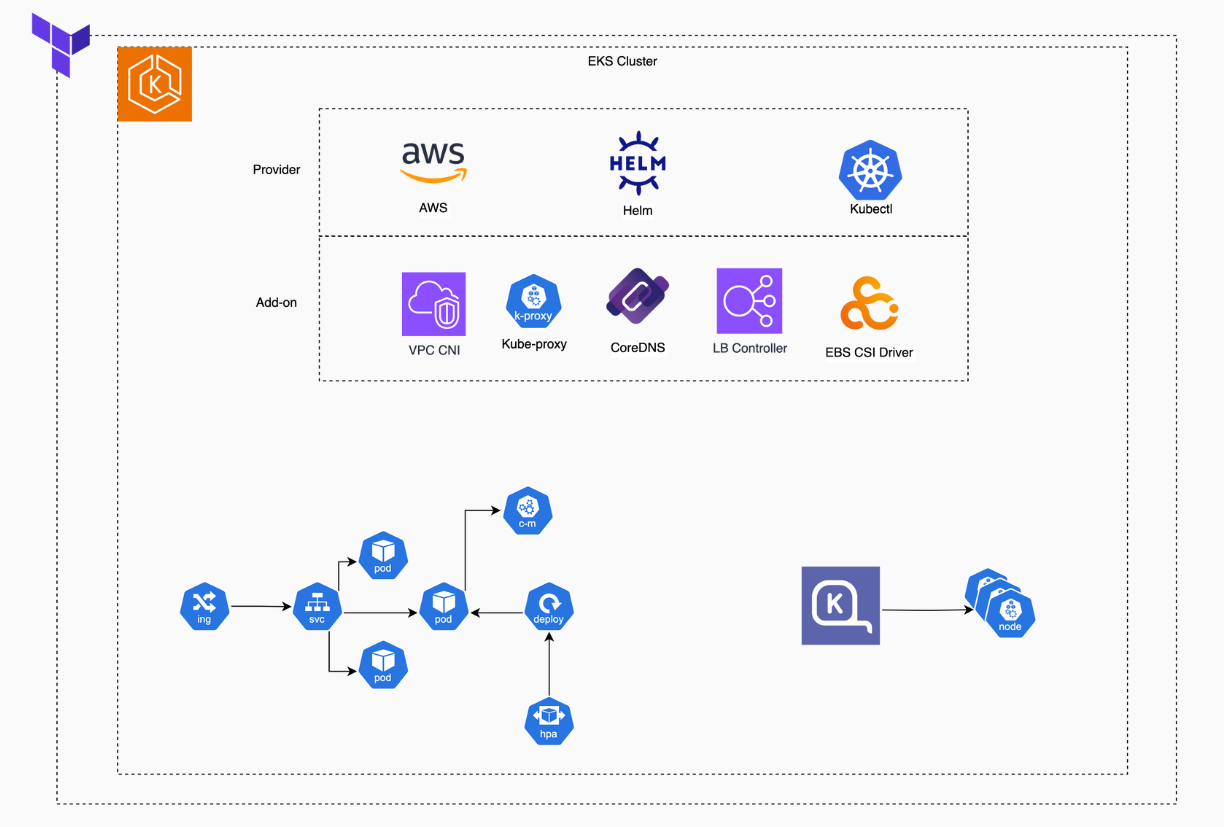 EKS Cluster
K
Provider
aws
HELM
AWS
Helm
Kubectl
Add-on
k-proxy
VPC CNI
Kube-proxy
CoreDNS
LB Controller
EBS CSI Driver
c-m
pod
ing
svc
pod
deploy
pod
hpa
K
node